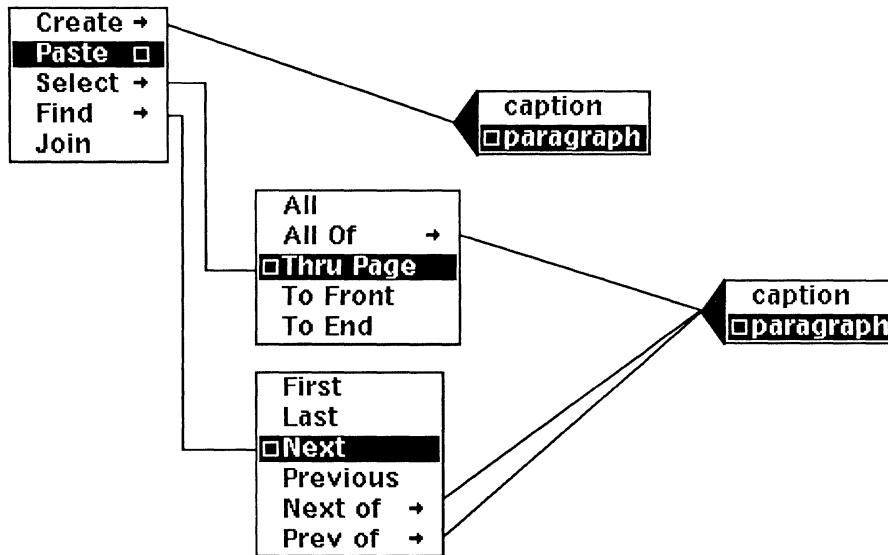 Create →
Paste
Select →
Find →
Join
caption
paragraph
All
All Of →
Thru Page
To Front
To End
caption
paragraph
First
Last
Next
Previous
Next of →
Prev of →